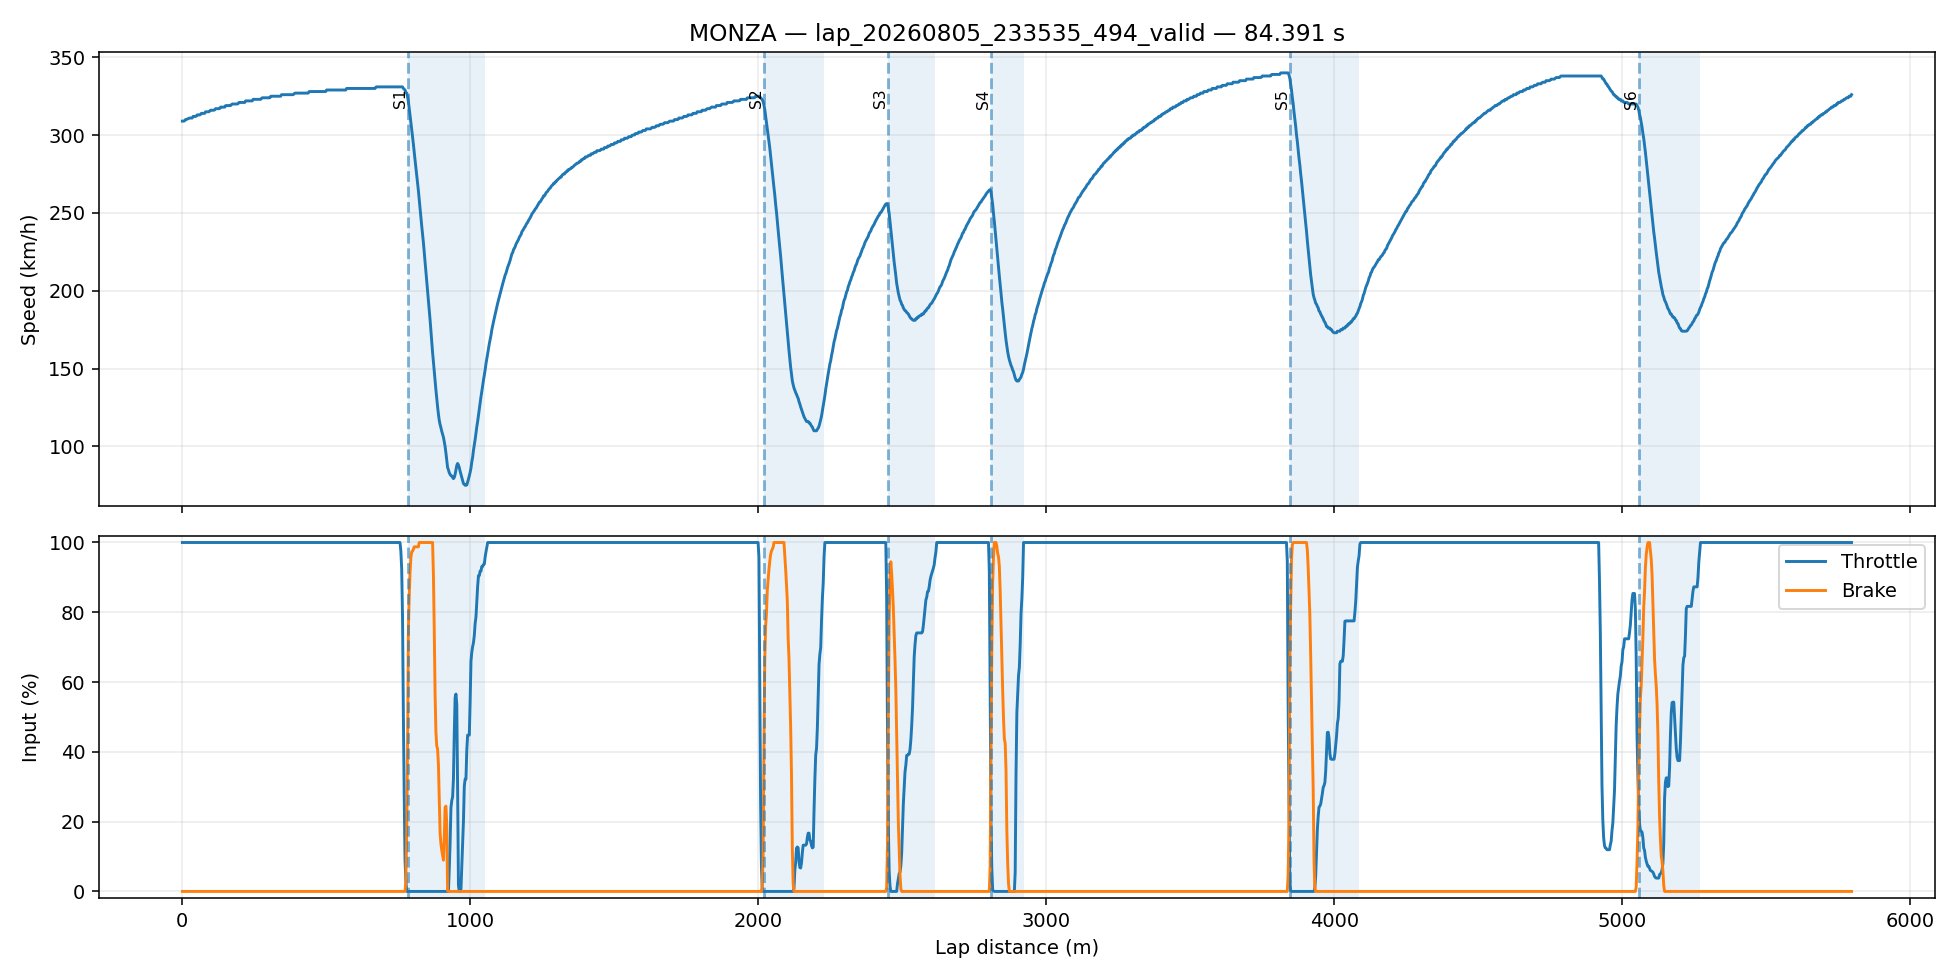 MONZA — lap_20260805_233535_494_valid — 84.391 s
350
300
250
200
150
100
Speed (km/h)
S1
S2
S3
S4
S5
S6
100
80
60
40
20
0
Input (%)
Throttle
Brake
0
1000
2000
3000
4000
5000
6000
Lap distance (m)